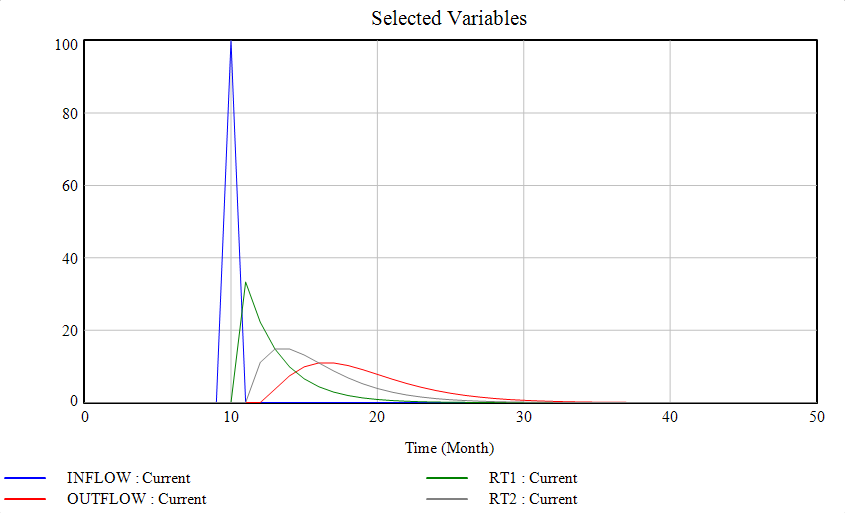 Selected Variables
100
80
60
40
20
0
0 10 20 30 40 50
Time (Month)
INFLOW : Current RT1 : Current
OUTFLOW : Current RT2 : Current